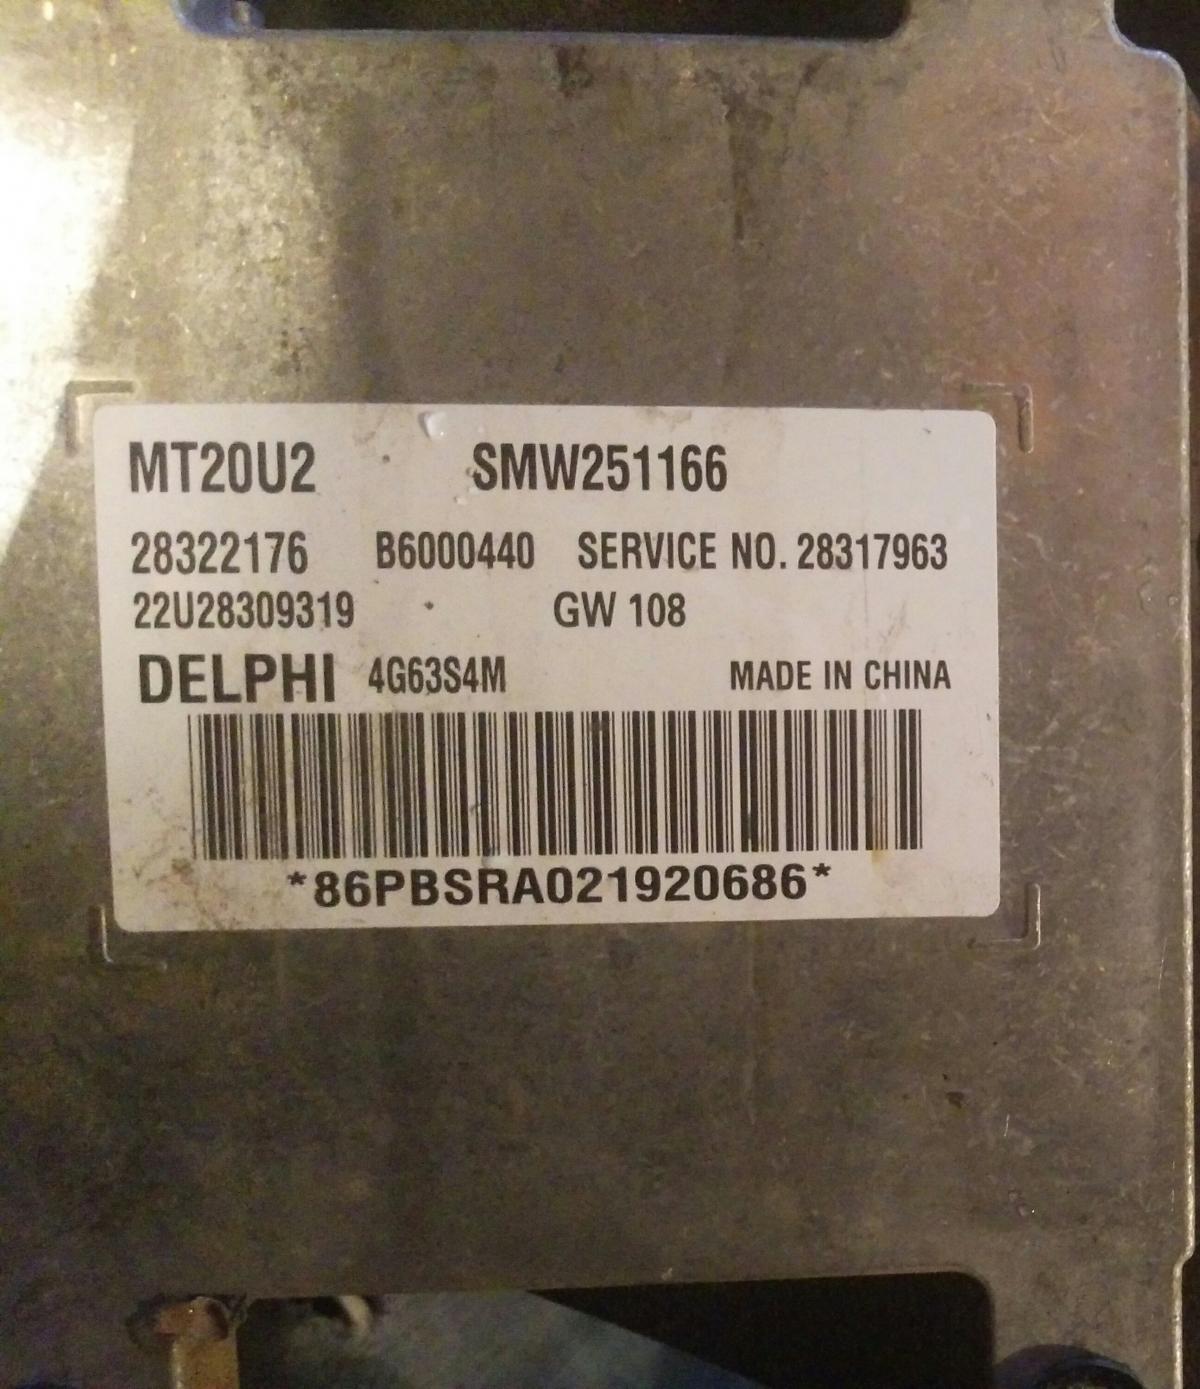 MT20U2 SMW251166
28322176 B6000440 SERVICE NO. 28317963
22U28309319 GW 108
DELPHI 4G63S4M MADE IN CHINA
*86PBSRA021920686*